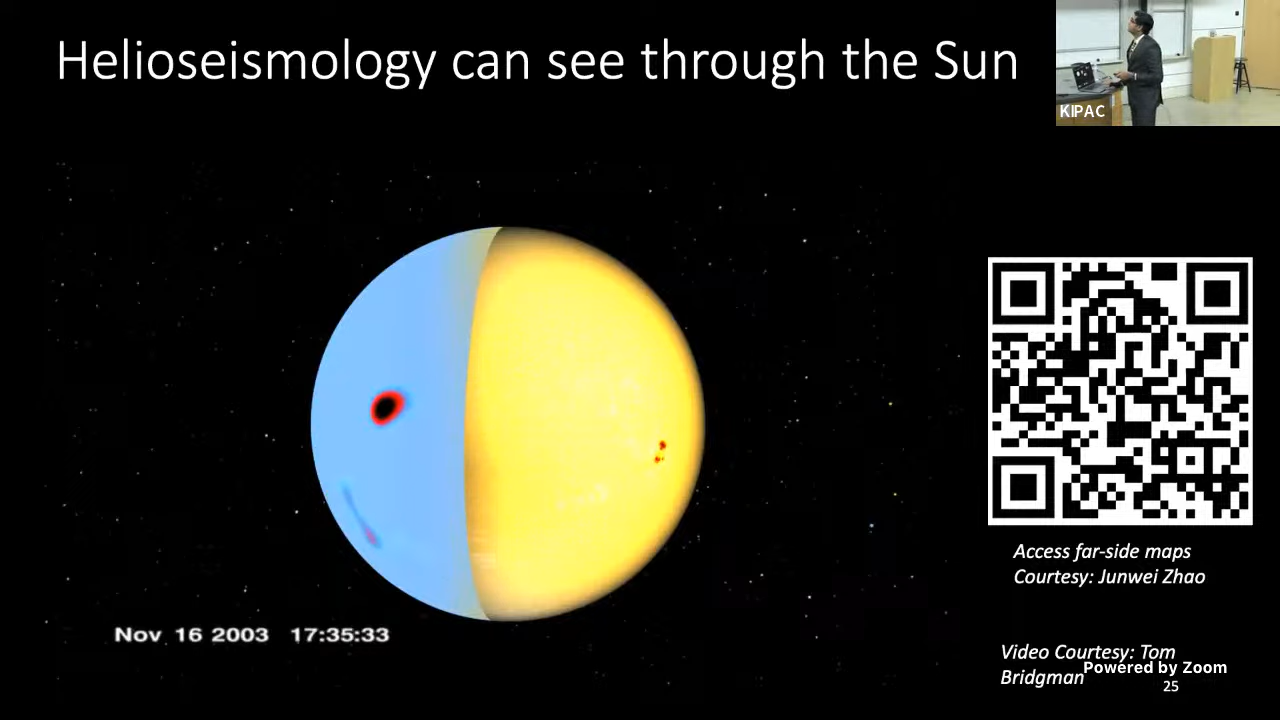 Helioseismology can see through the Sun
KIPAC
Access far-side maps
Courtesy: Junwei Zhao
Nov 16 2003 17:35:33
Video Courtesy: Tom
Bridgman
Powered by Zoom
25